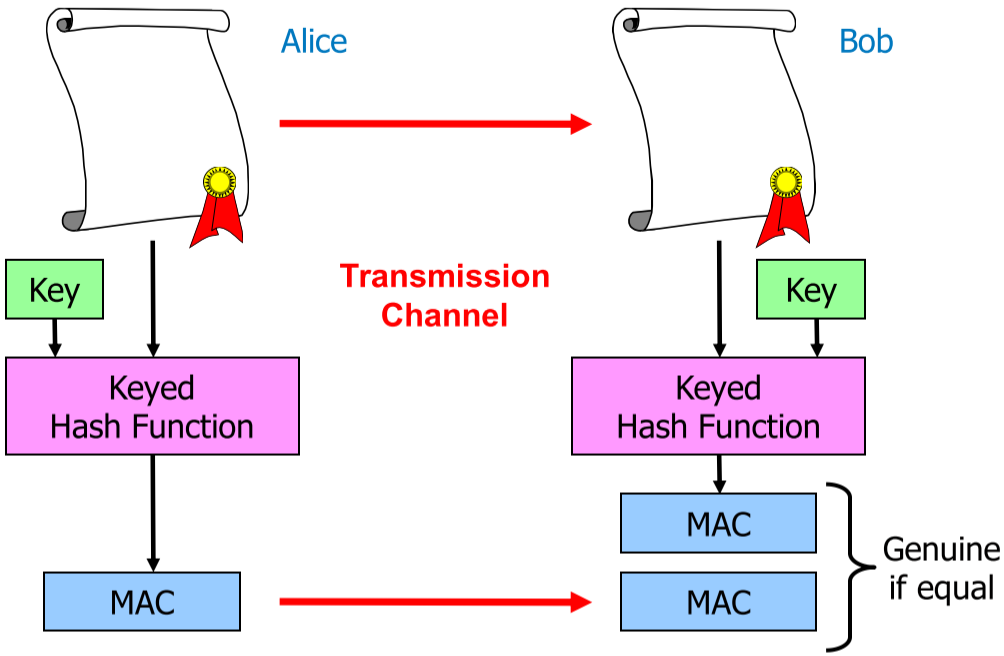 Alice
Bob
Transmission
Channel
Key
Key
Keyed
Hash Function
Keyed
Hash Function
MAC
MAC
MAC
Genuine
if equal